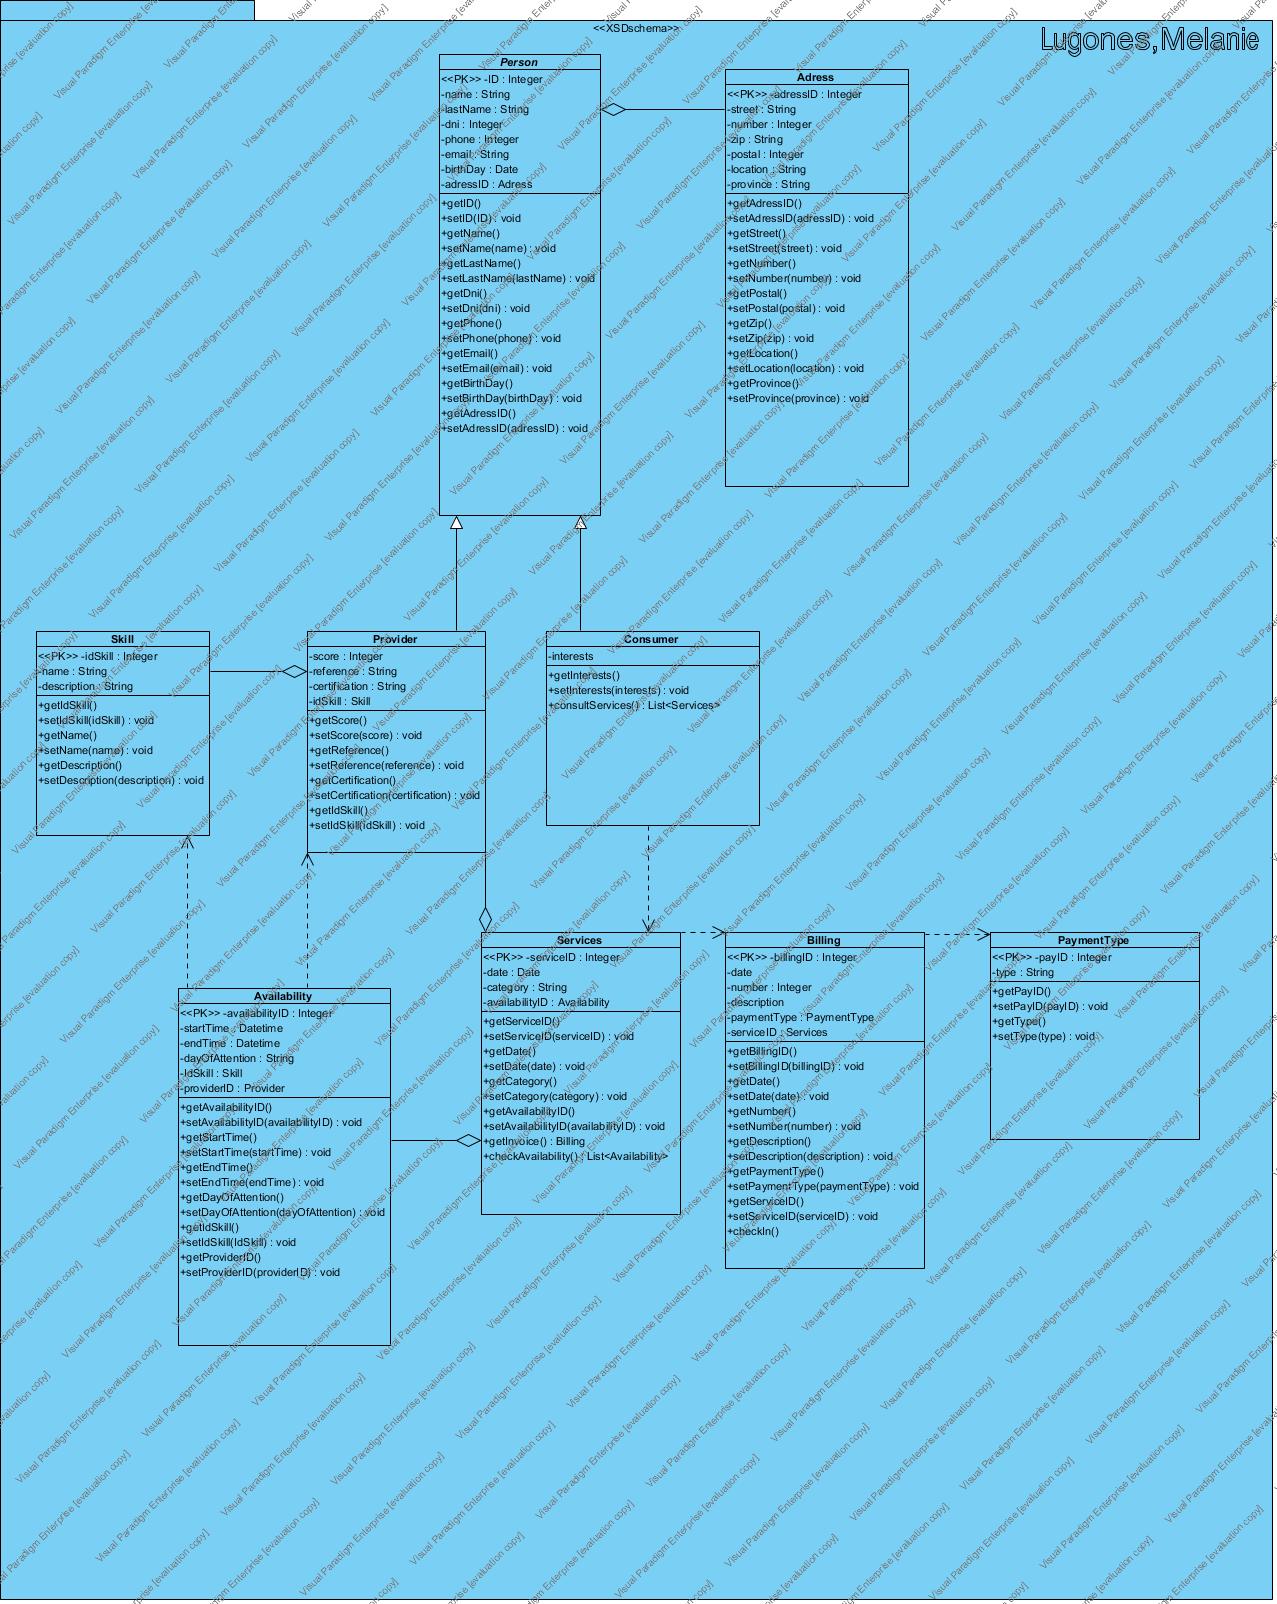 <<XSDschema>>
Lugones,Melanie
Person
<<PK>> -ID : Integer
-name : String
-lastName : String
-dni : Integer
-phone : Integer
-email : String
-birthDay : Date
-adressID : Adress
+getID()
+setID(ID) : void
+getName()
+setName(name) : void
+getLastName()
+setLastName(lastName) : void
+getDni()
+setDni(dni) : void
+getPhone()
+setPhone(phone) : void
+getEmail()
+setEmail(email) : void
+getBirthDay()
+setBirthDay(birthDay) : void
+getAdressID()
+setAdressID(adressID) : void
Adress
<<PK>> -adressID : Integer
-street : String
-number : Integer
-zip : String
-postal : Integer
-location : String
-province : String
+getAdressID()
+setAdressID(adressID) : void
+getStreet()
+setStreet(street) : void
+getNumber()
+setNumber(number) : void
+getPostal()
+setPostal(postal) : void
+getZip()
+setZip(zip) : void
+getLocation()
+setLocation(location) : void
+getProvince()
+setProvince(province) : void
Skill
<<PK>> -idSkill : Integer
-name : String
-description : String
+getIdSkill()
+setIdSkill(idSkill) : void
+getName()
+setName(name) : void
+getDescription()
+setDescription(description) : void
Provider
-score : Integer
-reference : String
-certification : String
-idSkill : Skill
+getScore()
+setScore(score) : void
+getReference()
+setReference(reference) : void
+getCertification()
+setCertification(certification) : void
+getIdSkill()
+setIdSkill(idSkill) : void
Consumer
-interests
+getInterests()
+setInterests(interests) : void
+consultServices() : List<Services>
Availability
<<PK>> -availabilityID : Integer
-startTime : Datetime
-endTime : Datetime
-dayOfAttention : String
-IdSkill : Skill
-providerID : Provider
+getAvailabilityID()
+setAvailabilityID(availabilityID) : void
+getStartTime()
+setStartTime(startTime) : void
+getEndTime()
+setEndTime(endTime) : void
+getDayOfAttention()
+setDayOfAttention(dayOfAttention) : void
+getIdSkill()
+setIdSkill(IdSkill) : void
+getProviderID()
+setProviderID(providerID) : void
Services
<<PK>> -serviceID : Integer
-date : Date
-category : String
-availabilityID : Availability
+getServiceID()
+setServiceID(serviceID) : void
+getDate()
+setDate(date) : void
+getCategory()
+setCategory(category) : void
+getAvailabilityID()
+setAvailabilityID(availabilityID) : void
+getInvoice() : Billing
+checkAvailability() : List<Availability>
Billing
<<PK>> -billingID : Integer
-date
-number : Integer
-description
-paymentType : PaymentType
-serviceID : Services
+getBillingID()
+setBillingID(billingID) : void
+getDate()
+setDate(date) : void
+getNumber()
+setNumber(number) : void
+getDescription()
+setDescription(description) : void
+getPaymentType()
+setPaymentType(paymentType) : void
+getServiceID()
+setServiceID(serviceID) : void
+checkIn()
PaymentType
<<PK>> -payID : Integer
-type : String
+getPayID()
+setPayID(payID) : void
+getType()
+setType(type) : void
Visual Paradigm Enterprise [evaluation copy]